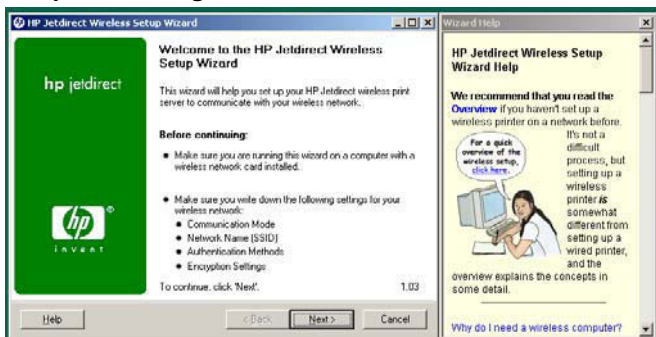 HP Jetdirect Wireless Setup Wizard
hp jetdirect
hp
invent
Welcome to the HP Jetdirect Wireless
Setup Wizard
This wizard will help you set up your HP Jetdirect wireless print
server to communicate with your wireless network.
Before continuing:
Make sure you are running this wizard on a computer with a
wireless network card installed.
Make sure you write down the following settings for your
wireless network:
Communication Mode
Network Name (SSID)
Authentication Methods
Encryption Settings
To continue, click 'Next'.
1.03
Help
< Back
Next >
Cancel
Wizard Help
HP Jetdirect Wireless Setup
Wizard Help
We recommend that you read the
Overview if you haven't set up a
wireless printer on a network before.
For a quick
overview of the
wireless setup,
click here.
It's not a
difficult
process, but
setting up a
wireless
printer is
somewhat
different from
setting up a
wired printer,
and the
overview explains the concepts in
some detail.
Why do I need a wireless computer?